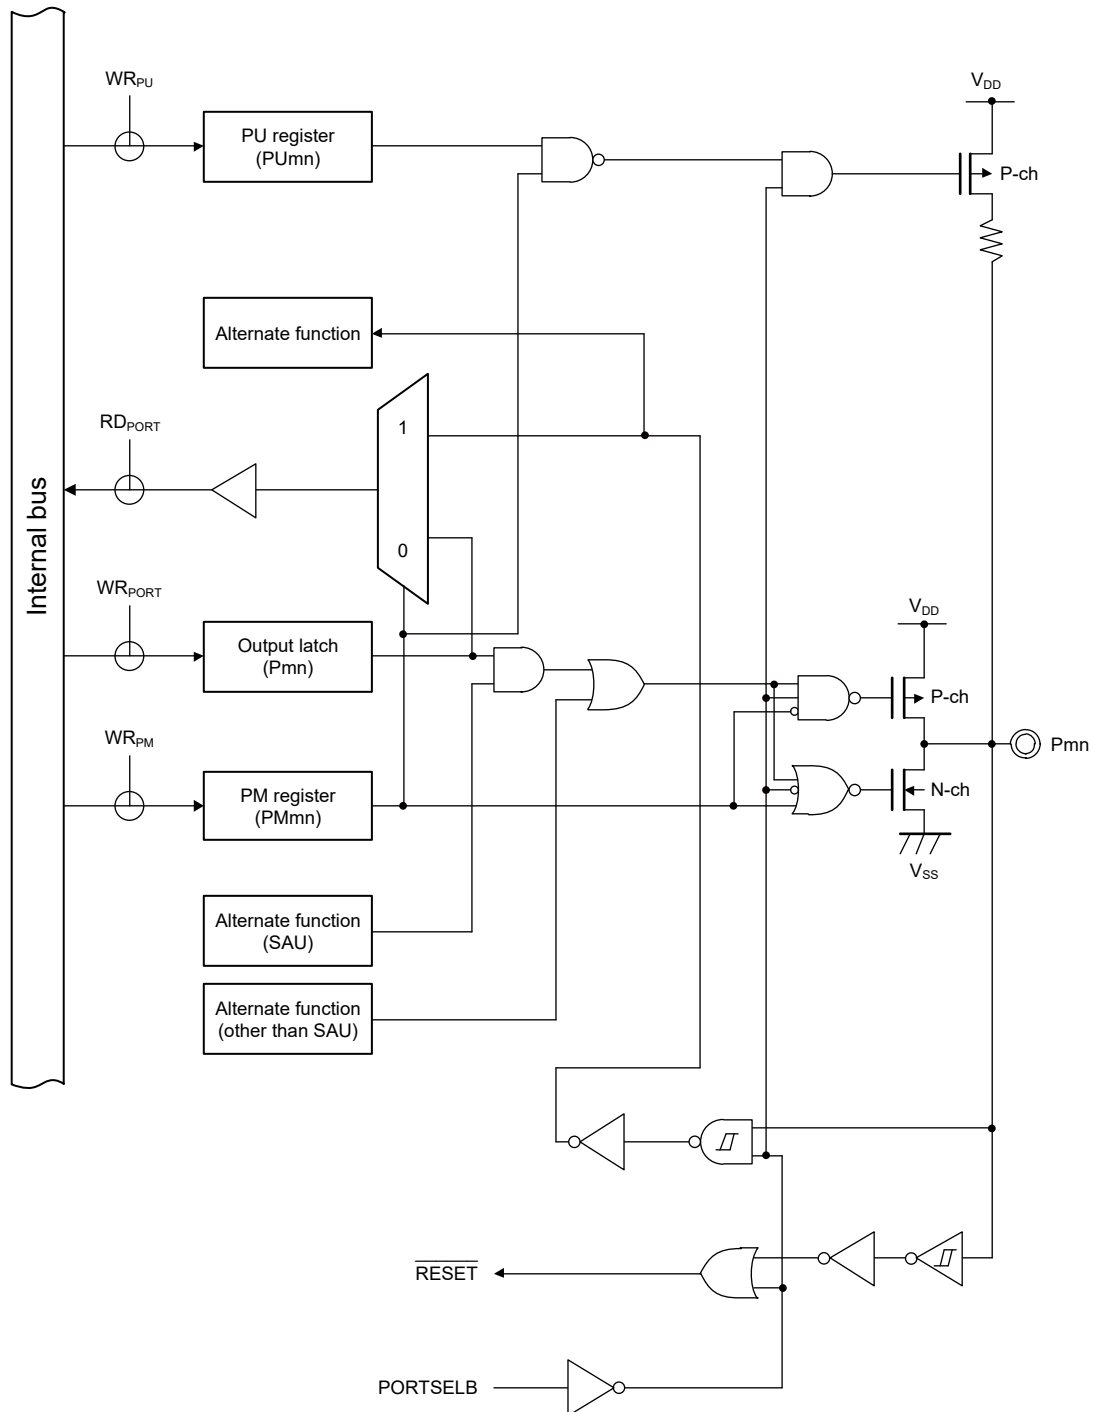 WRPU
VDD
PU register
(PUmn)
P-ch
Alternate function
1
RDPORT
Internal bus
0
WRPORT
VDD
Output latch
(Pmn)
P-ch
WRPM
Pmn
PM register
(PMmn)
N-ch
VSS
Alternate function
(SAU)
Alternate function
(other than SAU)
RESET
PORTSELB